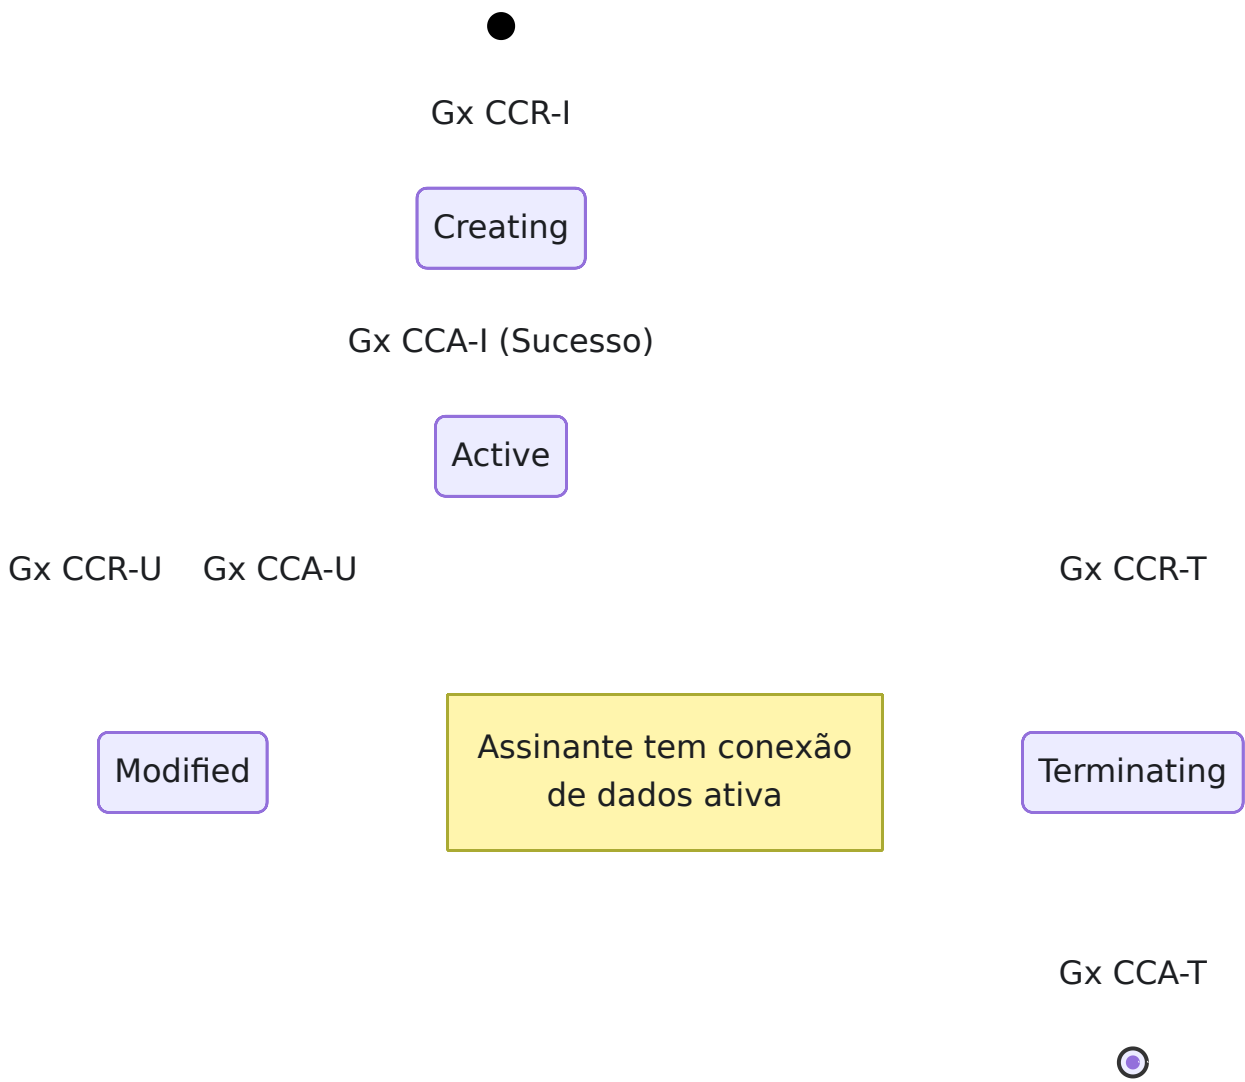 Gx CCR-I
Creating
Gx CCA-I (Sucesso)
Active
Gx CCR-U
Gx CCA-U
Gx CCR-T
Modified
Assinante tem conexão
de dados ativa
Terminating
Gx CCA-T